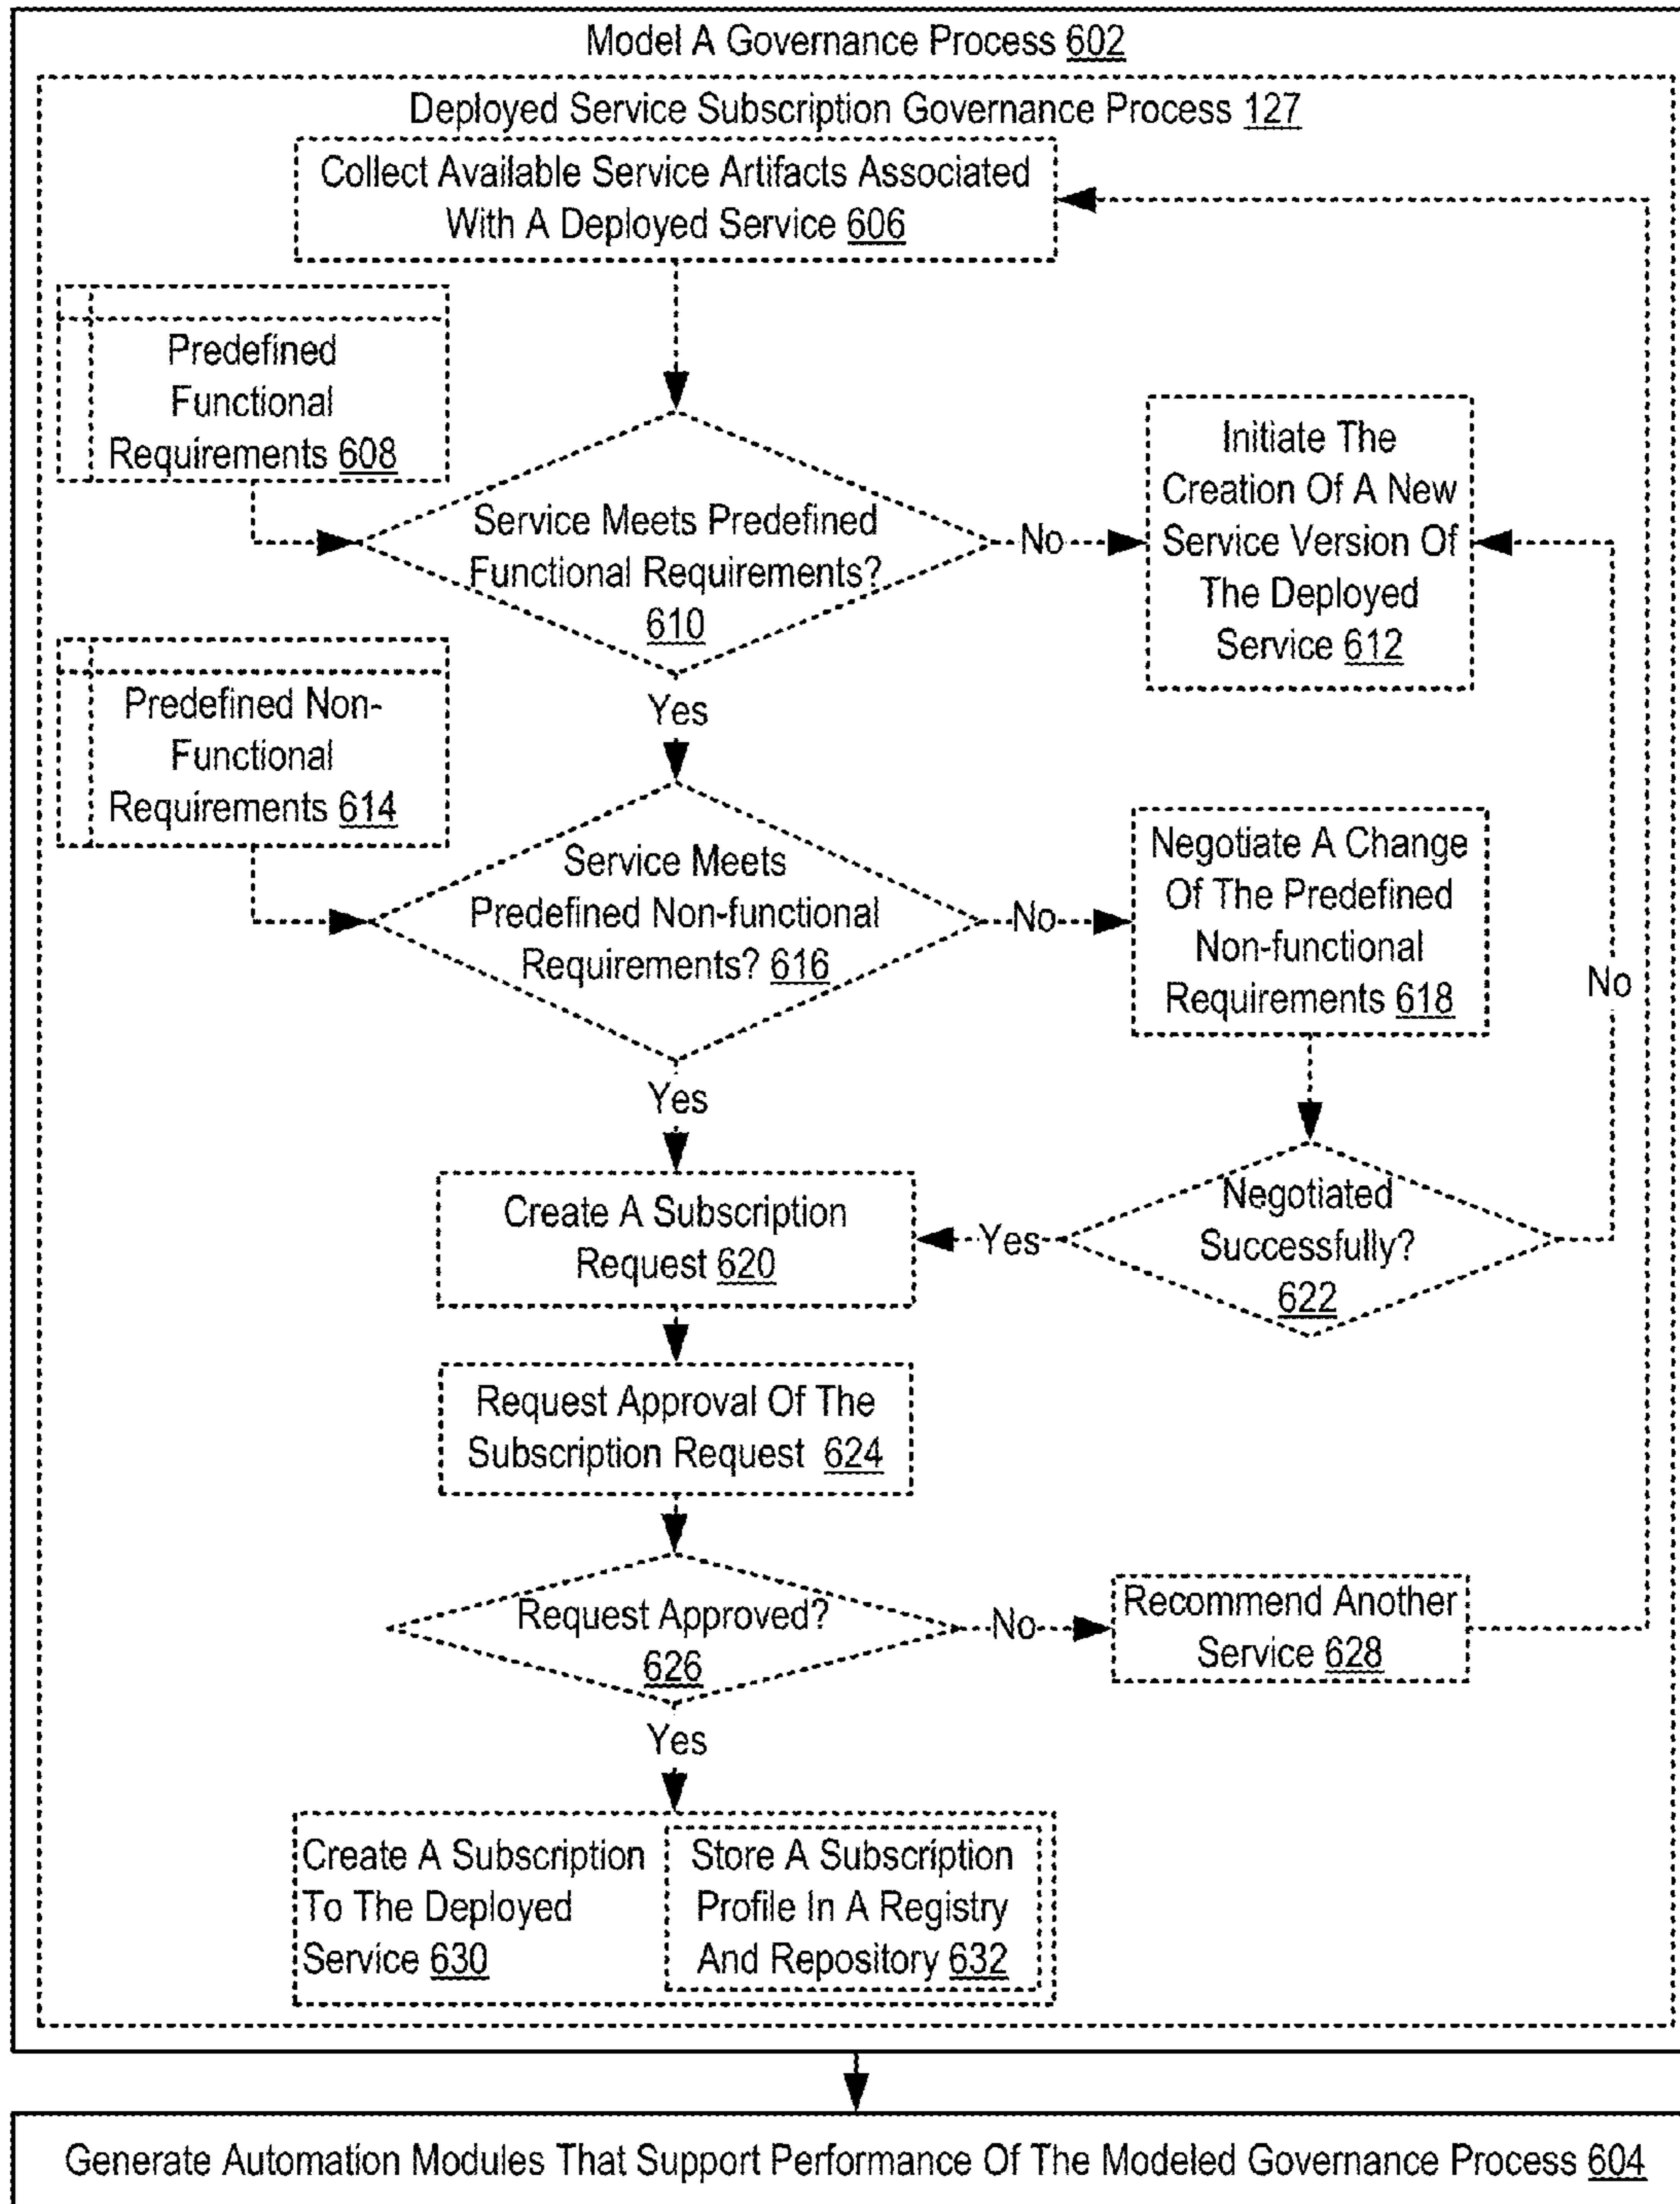 Model A Governance Process 602
Deployed Service Subscription Governance Process 127
Collect Available Service Artifacts Associated
With A Deployed Service 606
Predefined
Functional
Requirements 608
Service Meets Predefined
Functional Requirements?
610
No
Initiate The
Creation Of A New
Service Version Of
The Deployed
Service 612
Yes
Predefined Non-
Functional
Requirements 614
Service Meets
Predefined Non-functional
Requirements? 616
No
Negotiate A Change
Of The Predefined
Non-functional
Requirements 618
No
Yes
Create A Subscription
Request 620
Yes
Negotiated
Successfully?
622
Request Approval Of The
Subscription Request 624
Request Approved?
626
No
Recommend Another
Service 628
Yes
Create A Subscription
To The Deployed
Service 630
Store A Subscription
Profile In A Registry
And Repository 632
Generate Automation Modules That Support Performance Of The Modeled Governance Process 604